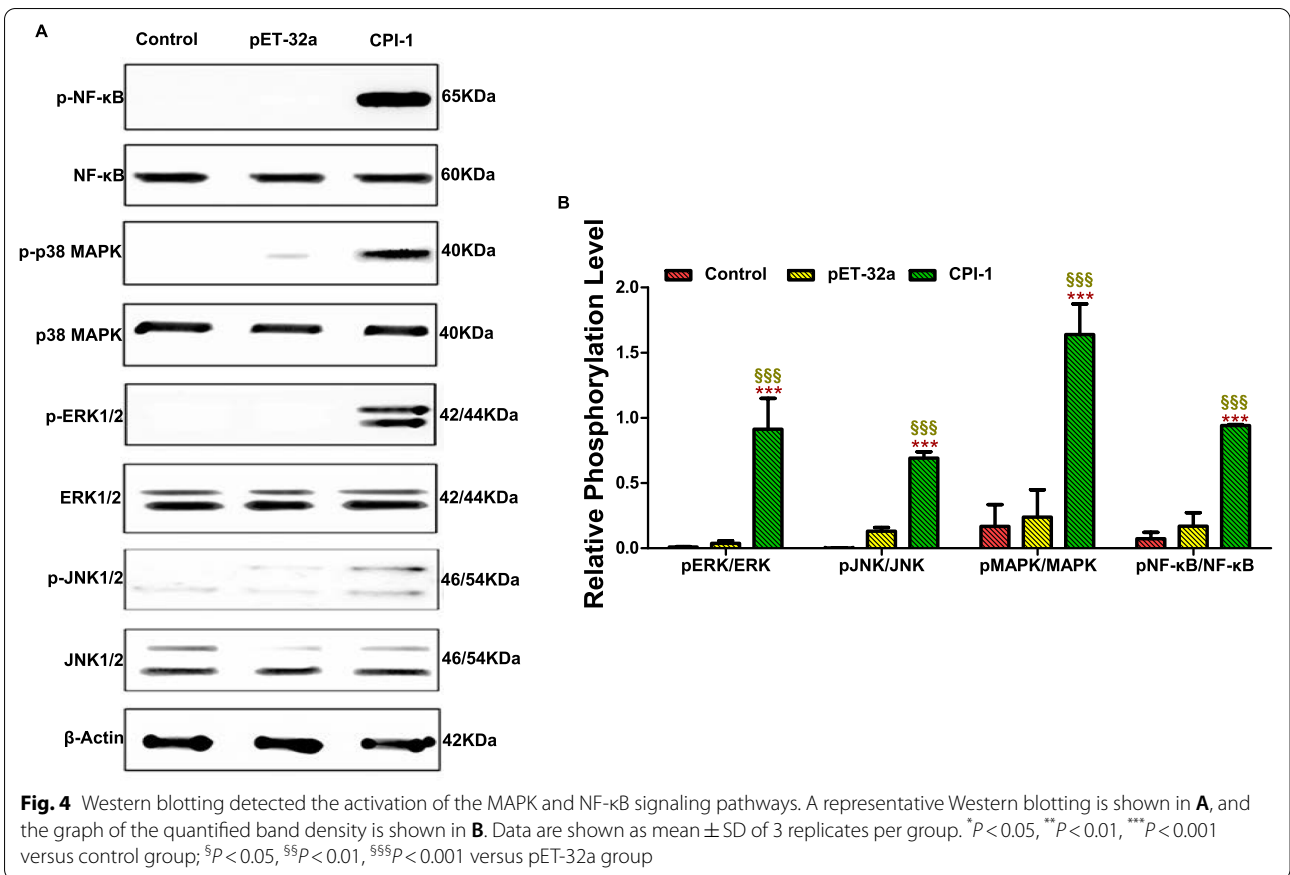 A
Control pET-32a CPI-1
p-NF-κB 65KDa
NF-κB 60KDa
p-p38 MAPK 40KDa
p38 MAPK 40KDa
p-ERK1/2 42/44KDa
ERK1/2 42/44KDa
p-JNK1/2 46/54KDa
JNK1/2 46/54KDa
β-Actin 42KDa
B
Relative Phosphorylation Level
Control pET-32a CPI-1
2.0
1.5
1.0
0.5
0.0
§§§
***
§§§
***
§§§
***
§§§
***
pERK/ERK pJNK/JNK pMAPK/MAPK pNF-κB/NF-κB
Fig. 4 Western blotting detected the activation of the MAPK and NF-κB signaling pathways. A representative Western blotting is shown in A, and
the graph of the quantified band density is shown in B. Data are shown as mean ± SD of 3 replicates per group. *P < 0.05, **P < 0.01, ***P < 0.001
versus control group; §P < 0.05, §§P < 0.01, §§§P < 0.001 versus pET-32a group